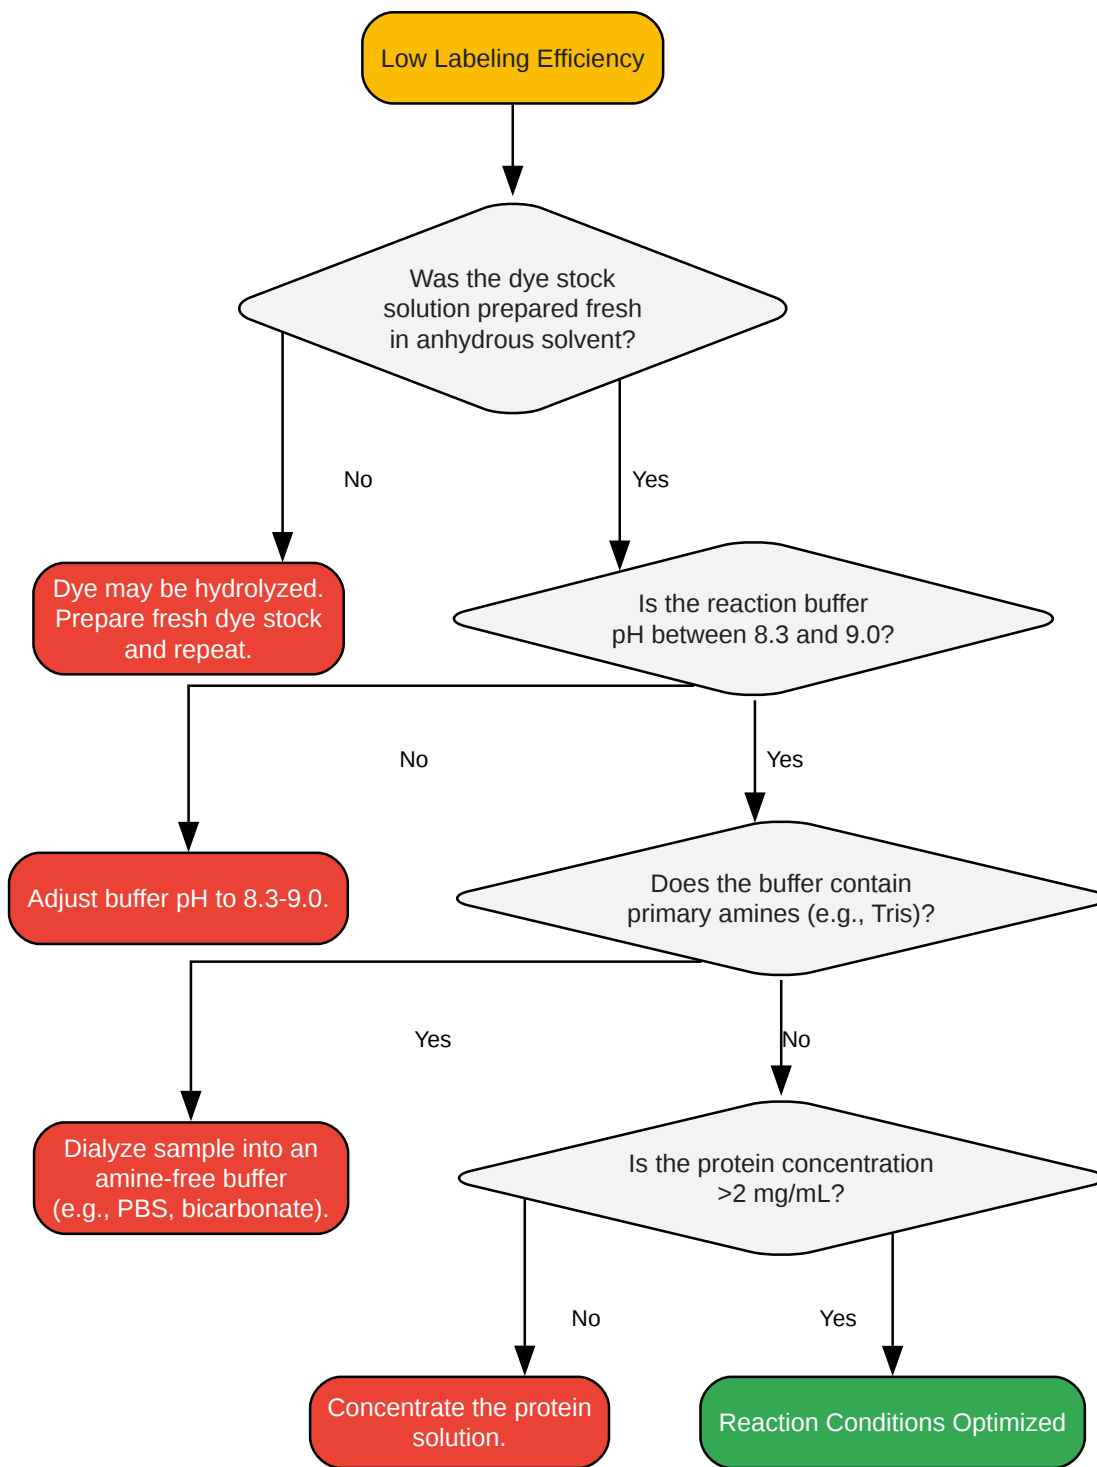 Low Labeling Efficiency
Was the dye stock
solution prepared fresh
in anhydrous solvent?
No
Yes
Dye may be hydrolyzed.
Prepare fresh dye stock
and repeat.
Is the reaction buffer
pH between 8.3 and 9.0?
No
Yes
Adjust buffer pH to 8.3-9.0.
Does the buffer contain
primary amines (e.g., Tris)?
Yes
No
Dialyze sample into an
amine-free buffer
(e.g., PBS, bicarbonate).
Is the protein concentration
>2 mg/mL?
No
Yes
Concentrate the protein
solution.
Reaction Conditions Optimized